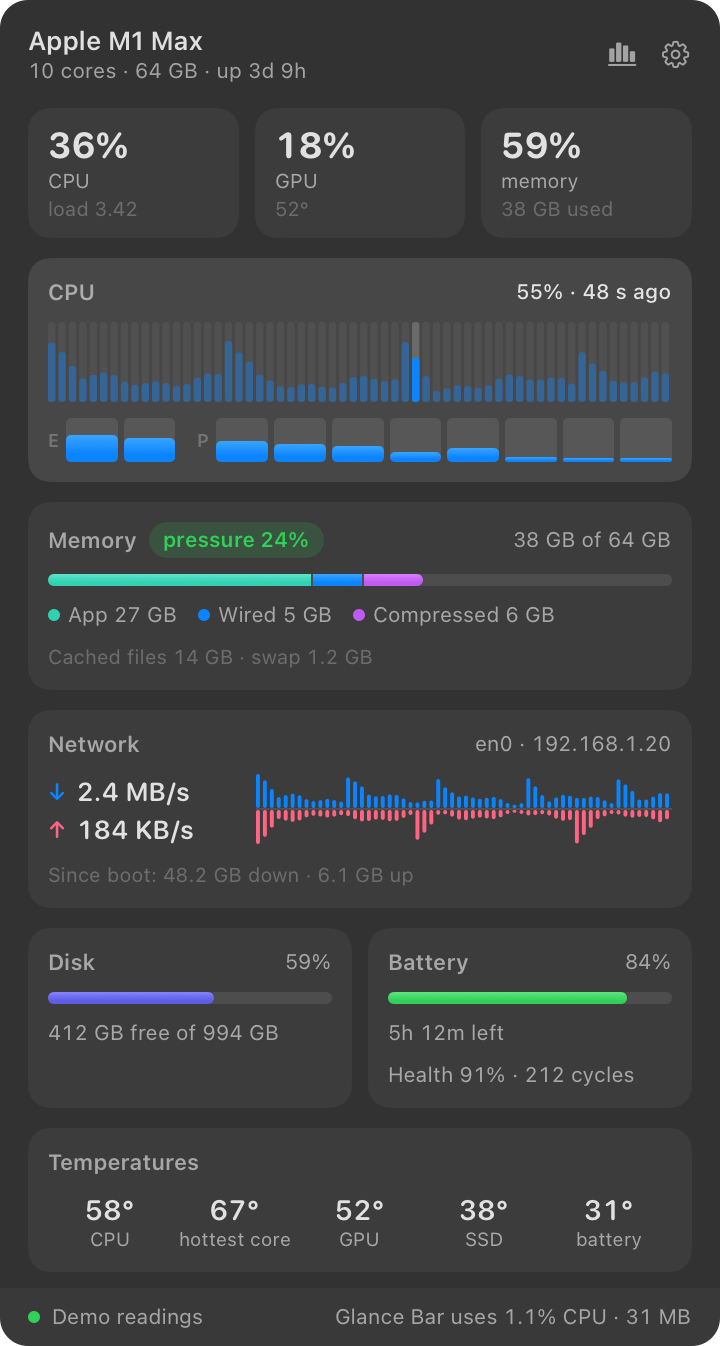 Apple M1 Max
10 cores · 64 GB · up 3d 9h
36% 18% 59%
CPU GPU memory
load 3.42 52° 38 GB used
CPU 55% · 48 s ago
E P
Memory pressure 24% 38 GB of 64 GB
App 27 GB Wired 5 GB Compressed 6 GB
Cached files 14 GB · swap 1.2 GB
Network en0 · 192.168.1.20
↓ 2.4 MB/s
↑ 184 KB/s
Since boot: 48.2 GB down · 6.1 GB up
Disk 59%
412 GB free of 994 GB
Battery 84%
5h 12m left
Health 91% · 212 cycles
Temperatures
58° 67° 52° 38° 31°
CPU hottest core GPU SSD battery
Demo readings Glance Bar uses 1.1% CPU · 31 MB